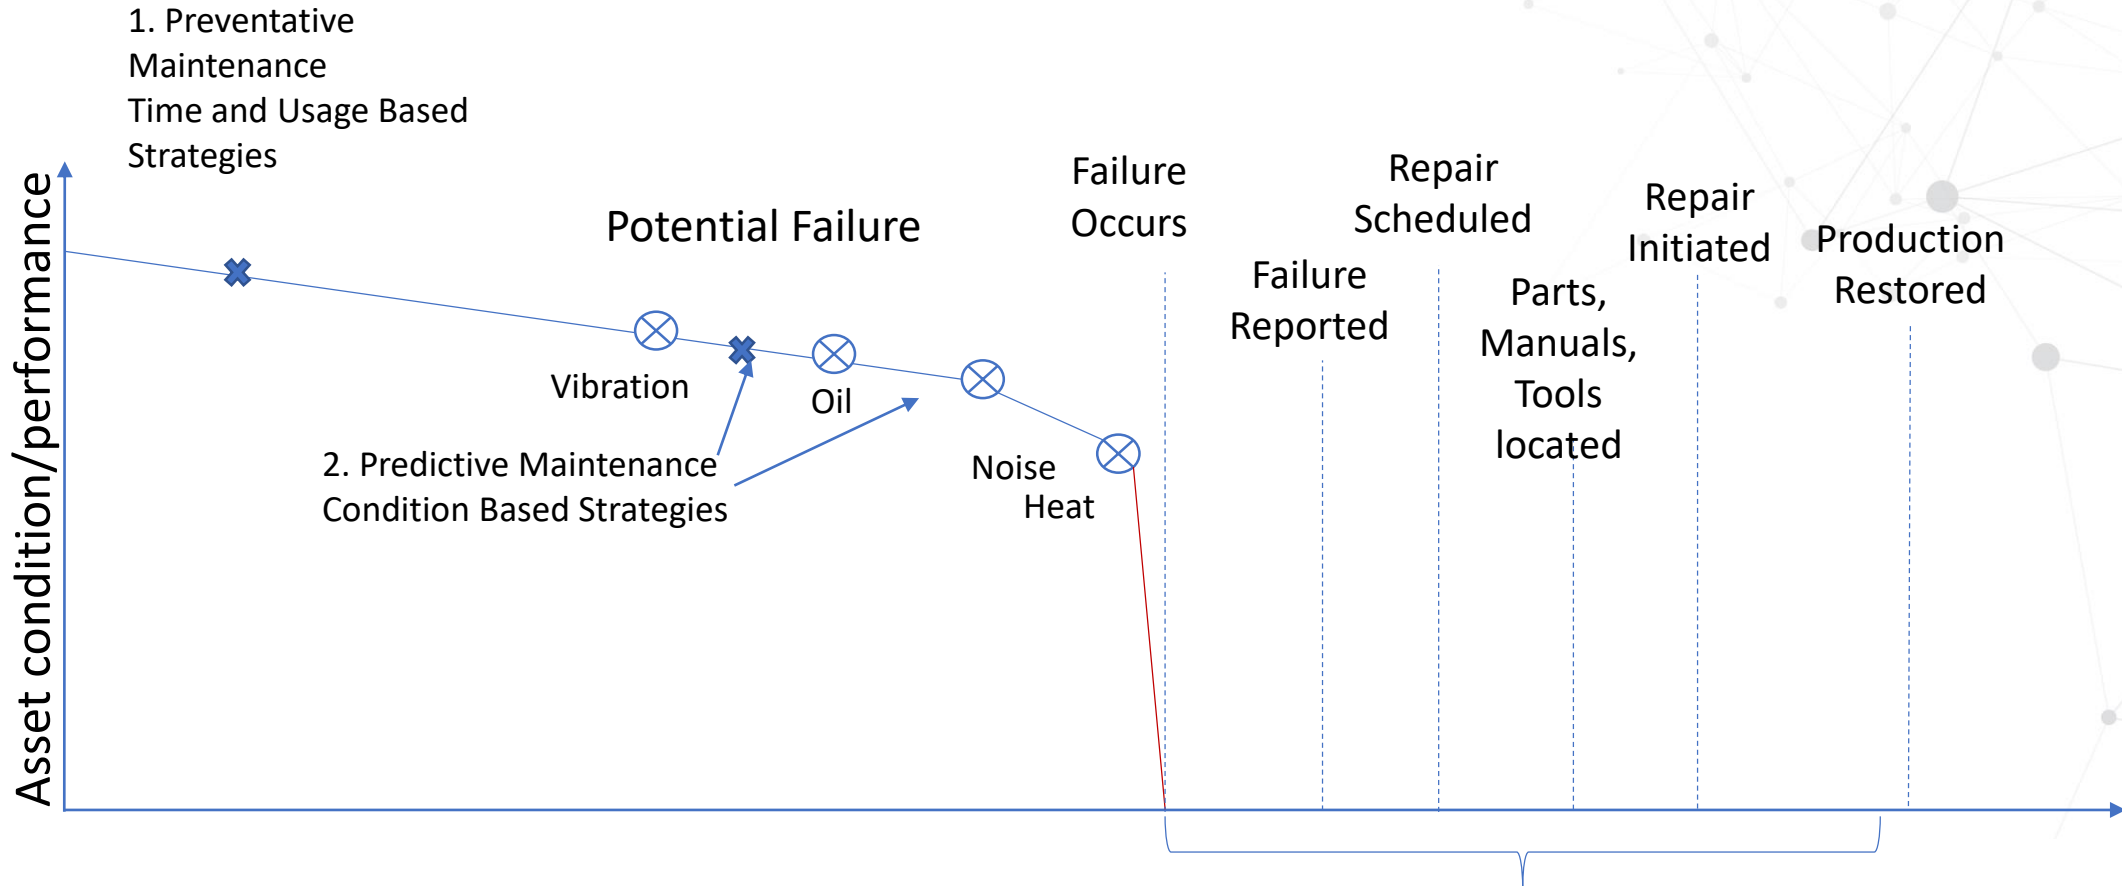 1. Preventative
Maintenance
Time and Usage Based
Strategies
Asset condition/performance
Potential Failure
Vibration
Oil
2. Predictive Maintenance
Condition Based Strategies
Noise
Heat
Failure
Occurs
Failure
Reported
Repair
Scheduled
Parts,
Manuals,
Tools
located
Repair
Initiated
Production
Restored